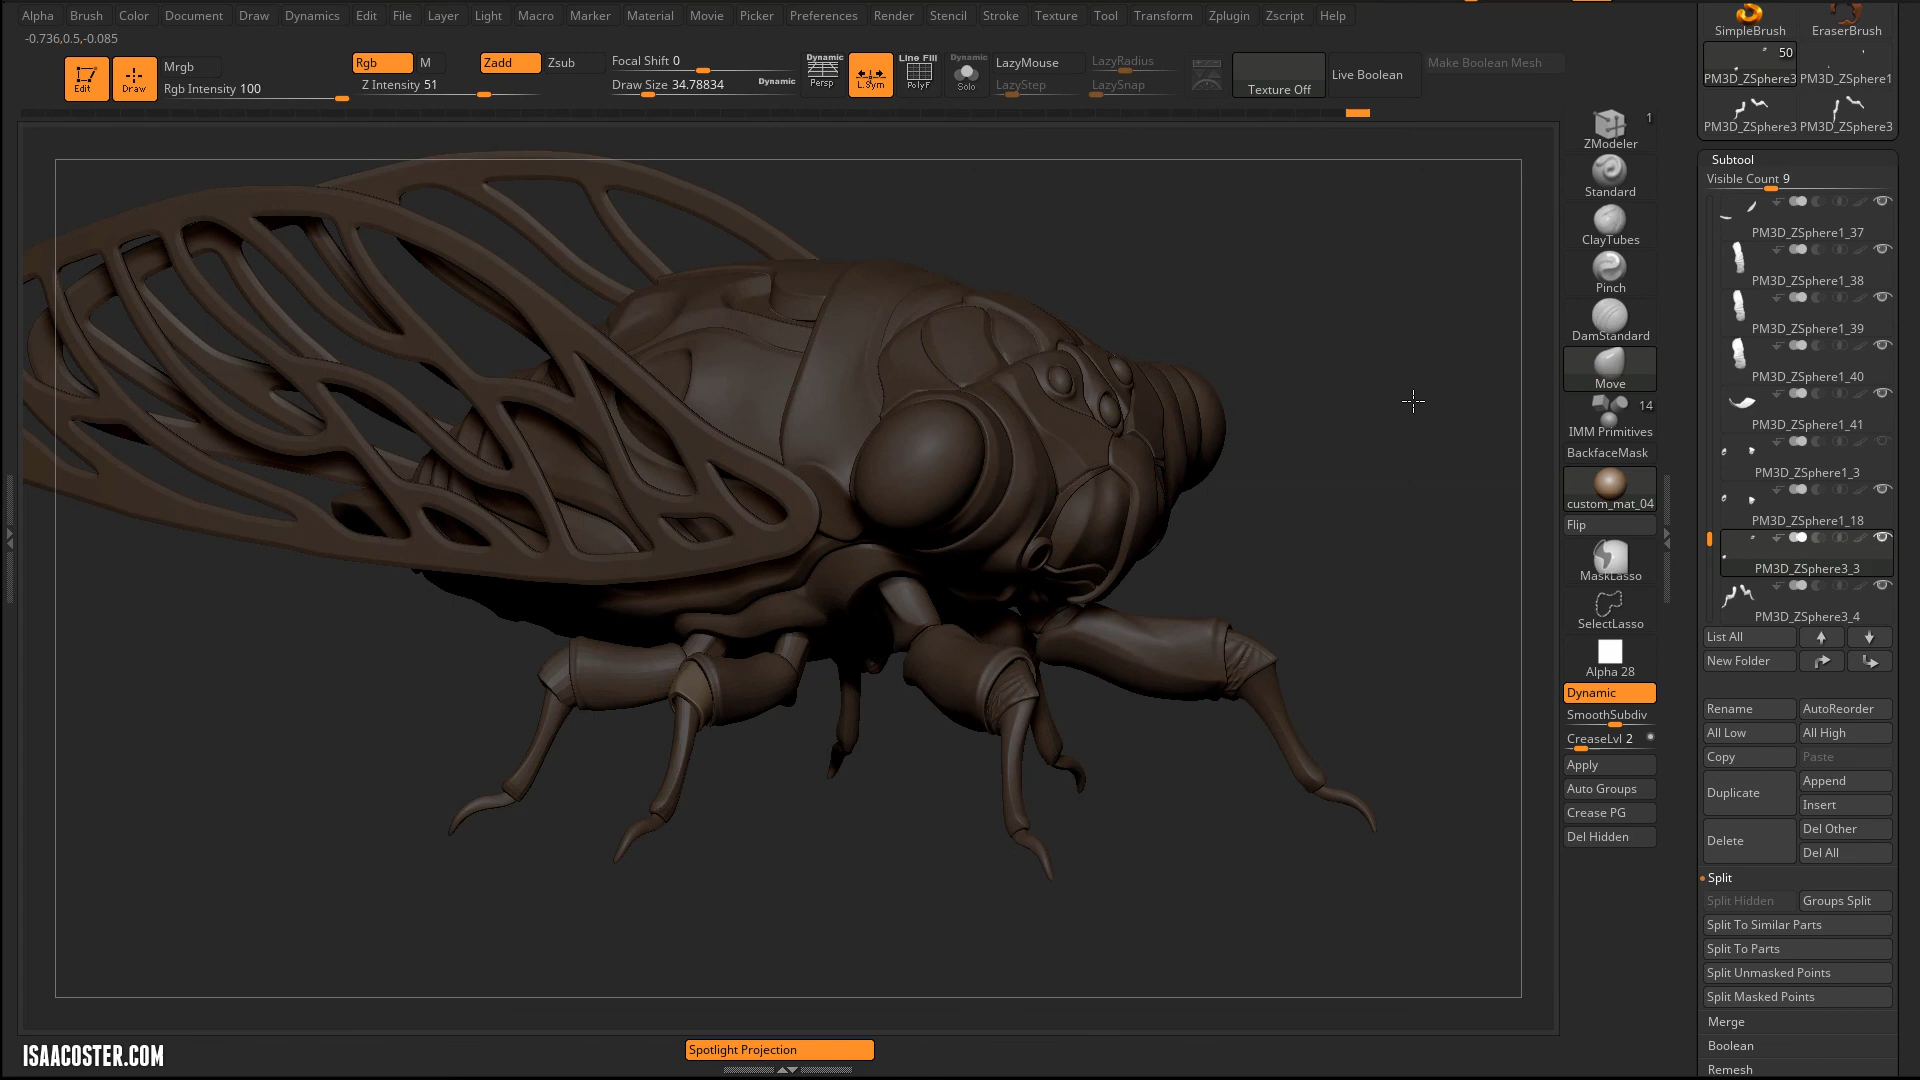 Alpha Brush Color Document Draw Dynamics Edit File Layer Light Macro Marker Material Movie Picker Preferences Render Stencil Stroke Texture Tool Transform Zplugin Zscript Help
-0.736,0.5,-0.085
Edit
Draw
Mrgb
Rgb Intensity 100
Rgb M
Z Intensity 51
Zadd Zsub
Focal Shift 0
Draw Size 34.78834 Dynamic
Dynamic
Persp
L.Sym
Line Fill
PolyF
Dynamic
Solo
LazyMouse LazyRadius
LazyStep LazySnap
Texture Off
Live Boolean
Make Boolean Mesh
SimpleBrush EraserBrush
50
PM3D_ZSphere3 PM3D_ZSphere1
PM3D_ZSphere3 PM3D_ZSphere3
1
ZModeler
Standard
ClayTubes
Pinch
DamStandard
Move
14
IMM Primitives
BackfaceMask
custom_mat_04
Flip
MaskLasso
SelectLasso
Alpha 28
Dynamic
SmoothSubdiv
CreaseLvl 2
Apply
Auto Groups
Crease PG
Del Hidden
Subtool
Visible Count 9
PM3D_ZSphere1_37
PM3D_ZSphere1_38
PM3D_ZSphere1_39
PM3D_ZSphere1_40
PM3D_ZSphere1_41
PM3D_ZSphere1_3
PM3D_ZSphere1_18
PM3D_ZSphere3_3
PM3D_ZSphere3_4
List All
New Folder
Rename AutoReorder
All Low All High
Copy Paste
Duplicate Append
Insert
Delete Del Other
Del All
Split
Split Hidden Groups Split
Split To Similar Parts
Split To Parts
Split Unmasked Points
Split Masked Points
Merge
Boolean
Remesh
ISAACOSTER.COM
Spotlight Projection